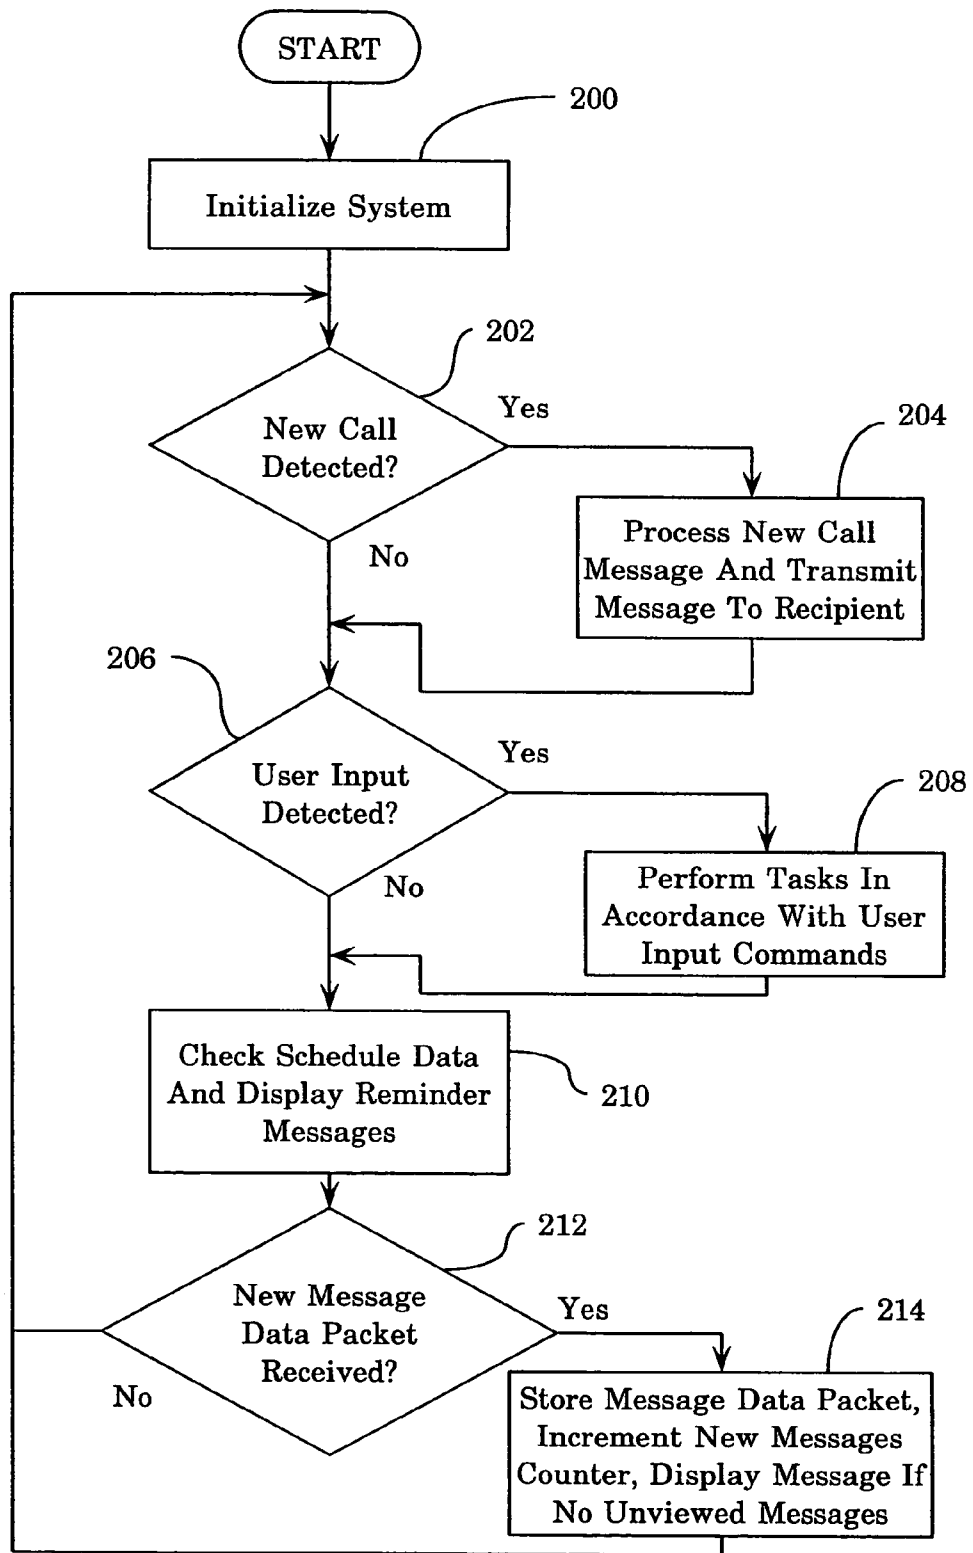 START
200
Initialize System
202
New Call
Detected?
Yes
204
Process New Call
Message And Transmit
Message To Recipient
No
206
User Input
Detected?
Yes
208
Perform Tasks In
Accordance With User
Input Commands
No
Check Schedule Data
And Display Reminder
Messages
210
212
New Message
Data Packet
Received?
Yes
214
No
Store Message Data Packet,
Increment New Messages
Counter, Display Message If
No Unviewed Messages